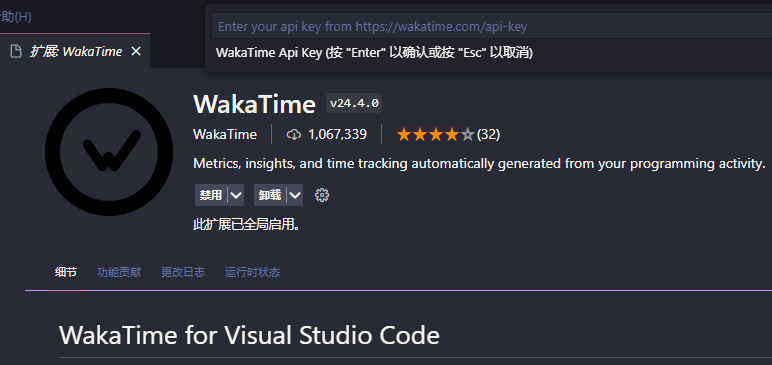 助(H)
Enter your api key from https://wakatime.com/api-key
WakaTime Api Key (按 "Enter" 以确认或按 "Esc" 以取消)
扩展: WakaTime
WakaTime v24.4.0
WakaTime 1,067,339 (32)
Metrics, insights, and time tracking automatically generated from your programming activity.
禁用 卸载
此扩展已全局启用。
细节 功能贡献 更改日志 运行时状态
WakaTime for Visual Studio Code